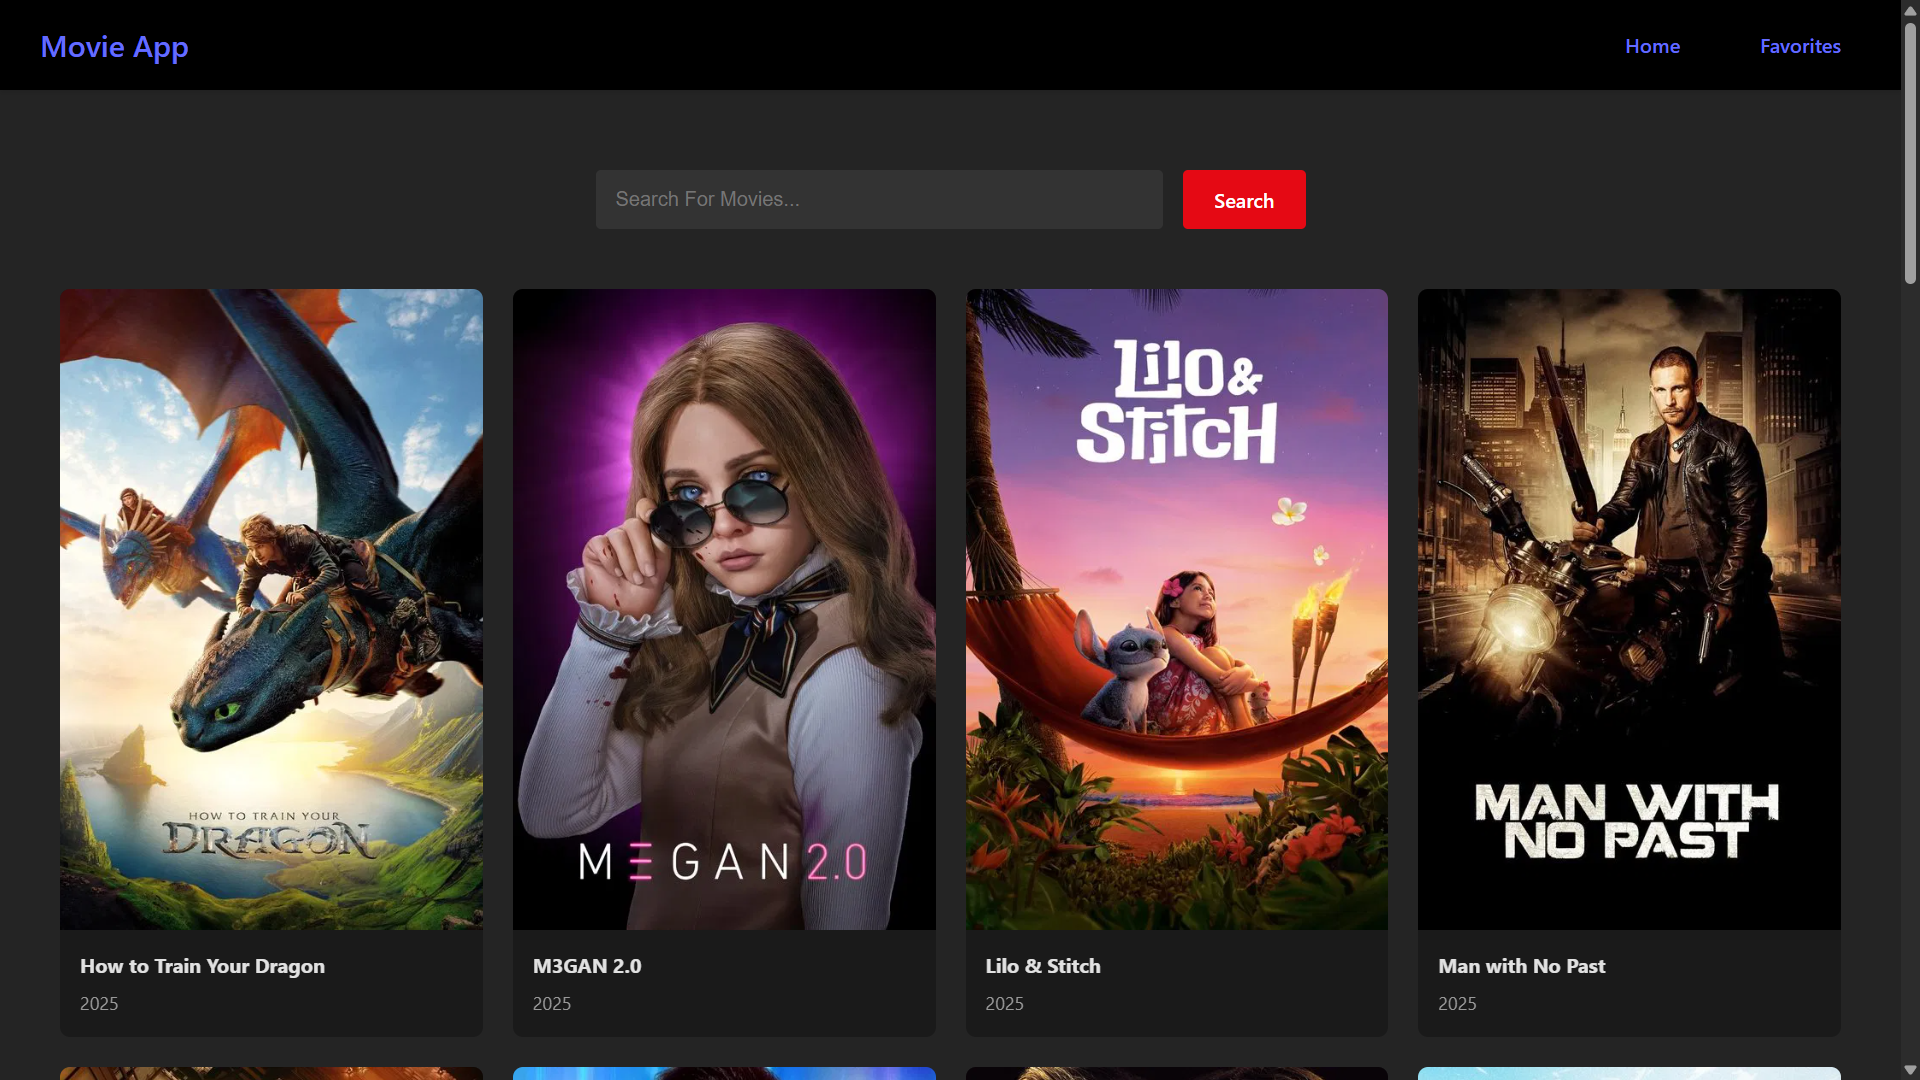 Movie App
Home
Favorites
Search For Movies...
Search
LiLO &
STiTCH
MAN WITH
NO PAST
HOW TO TRAIN YOUR
DRAGON
MƎGAN 2.0
How to Train Your Dragon
M3GAN 2.0
Lilo & Stitch
Man with No Past
2025
2025
2025
2025